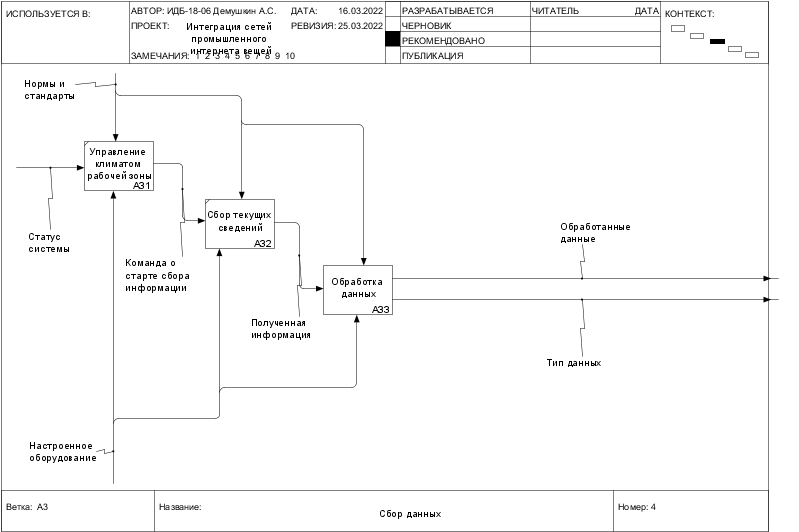 ИСПОЛЬЗУЕТСЯ В:
АВТОР: ИДБ-18-06 Демушкин А.С.
ДАТА: 16.03.2022
ПРОЕКТ: Интеграция сетей
промышленного
интернета вещей
РЕВИЗИЯ: 25.03.2022
ЗАМЕЧАНИЯ: 1 2 3 4 5 6 7 8 9 10
РАЗРАБАТЫВАЕТСЯ
ЧЕРНОВИК
РЕКОМЕНДОВАНО
ПУБЛИКАЦИЯ
ЧИТАТЕЛЬ ДАТА
КОНТЕКСТ:
Нормы и
стандарты
Управление
климатом
рабочей зоны
А31
Статус
системы
Сбор текущих
сведений
А32
Команда о
старте сбора
информации
Обработка
данных
А33
Полученная
информация
Обработанные
данные
Тип данных
Настроенное
оборудование
Ветка: А3
Название:
Сбор данных
Номер: 4